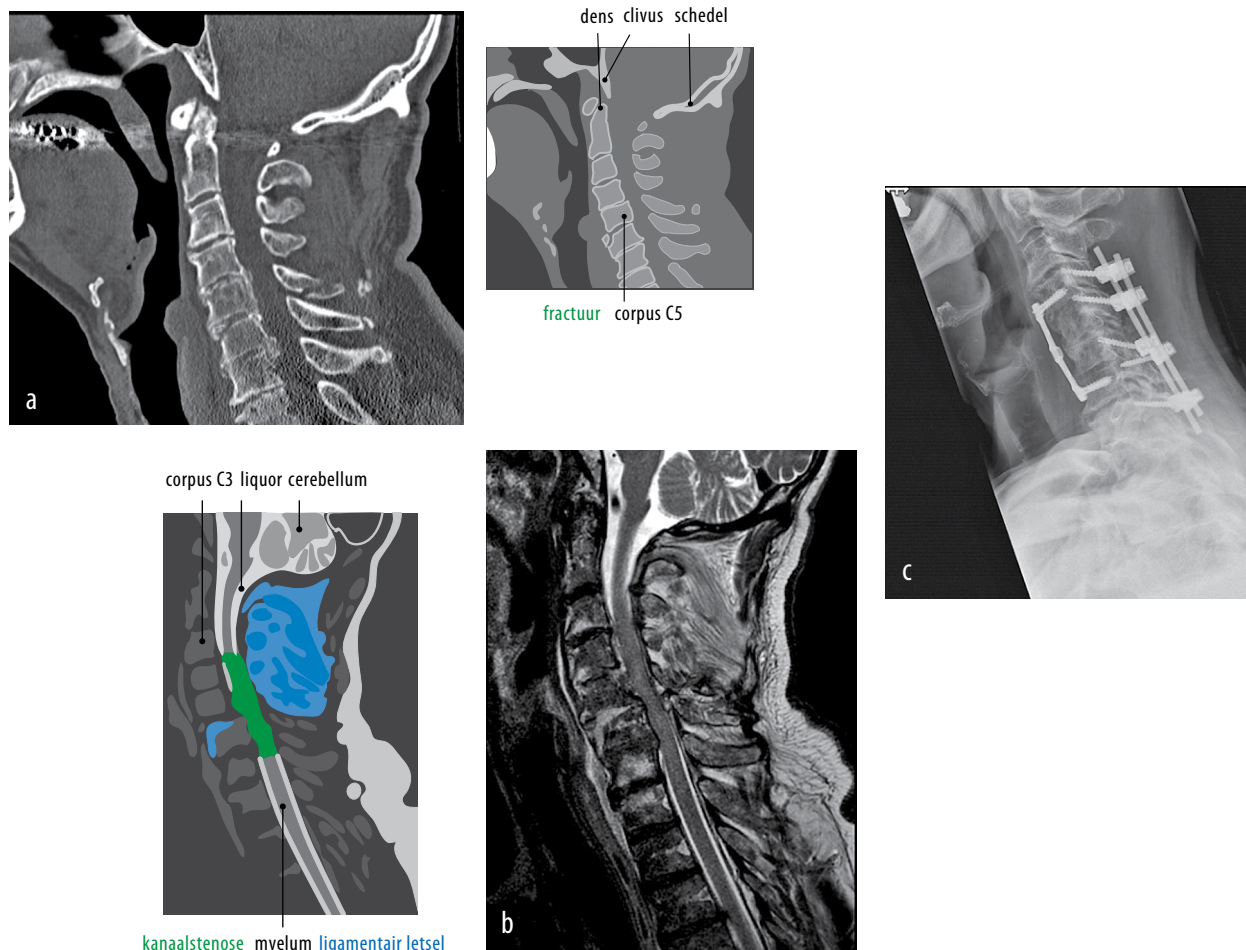 dens clivus schedel
fractuur corpus C5
a
c
corpus C3 liquor cerebellum
b
kanaalstenose myelum ligamentair letsel